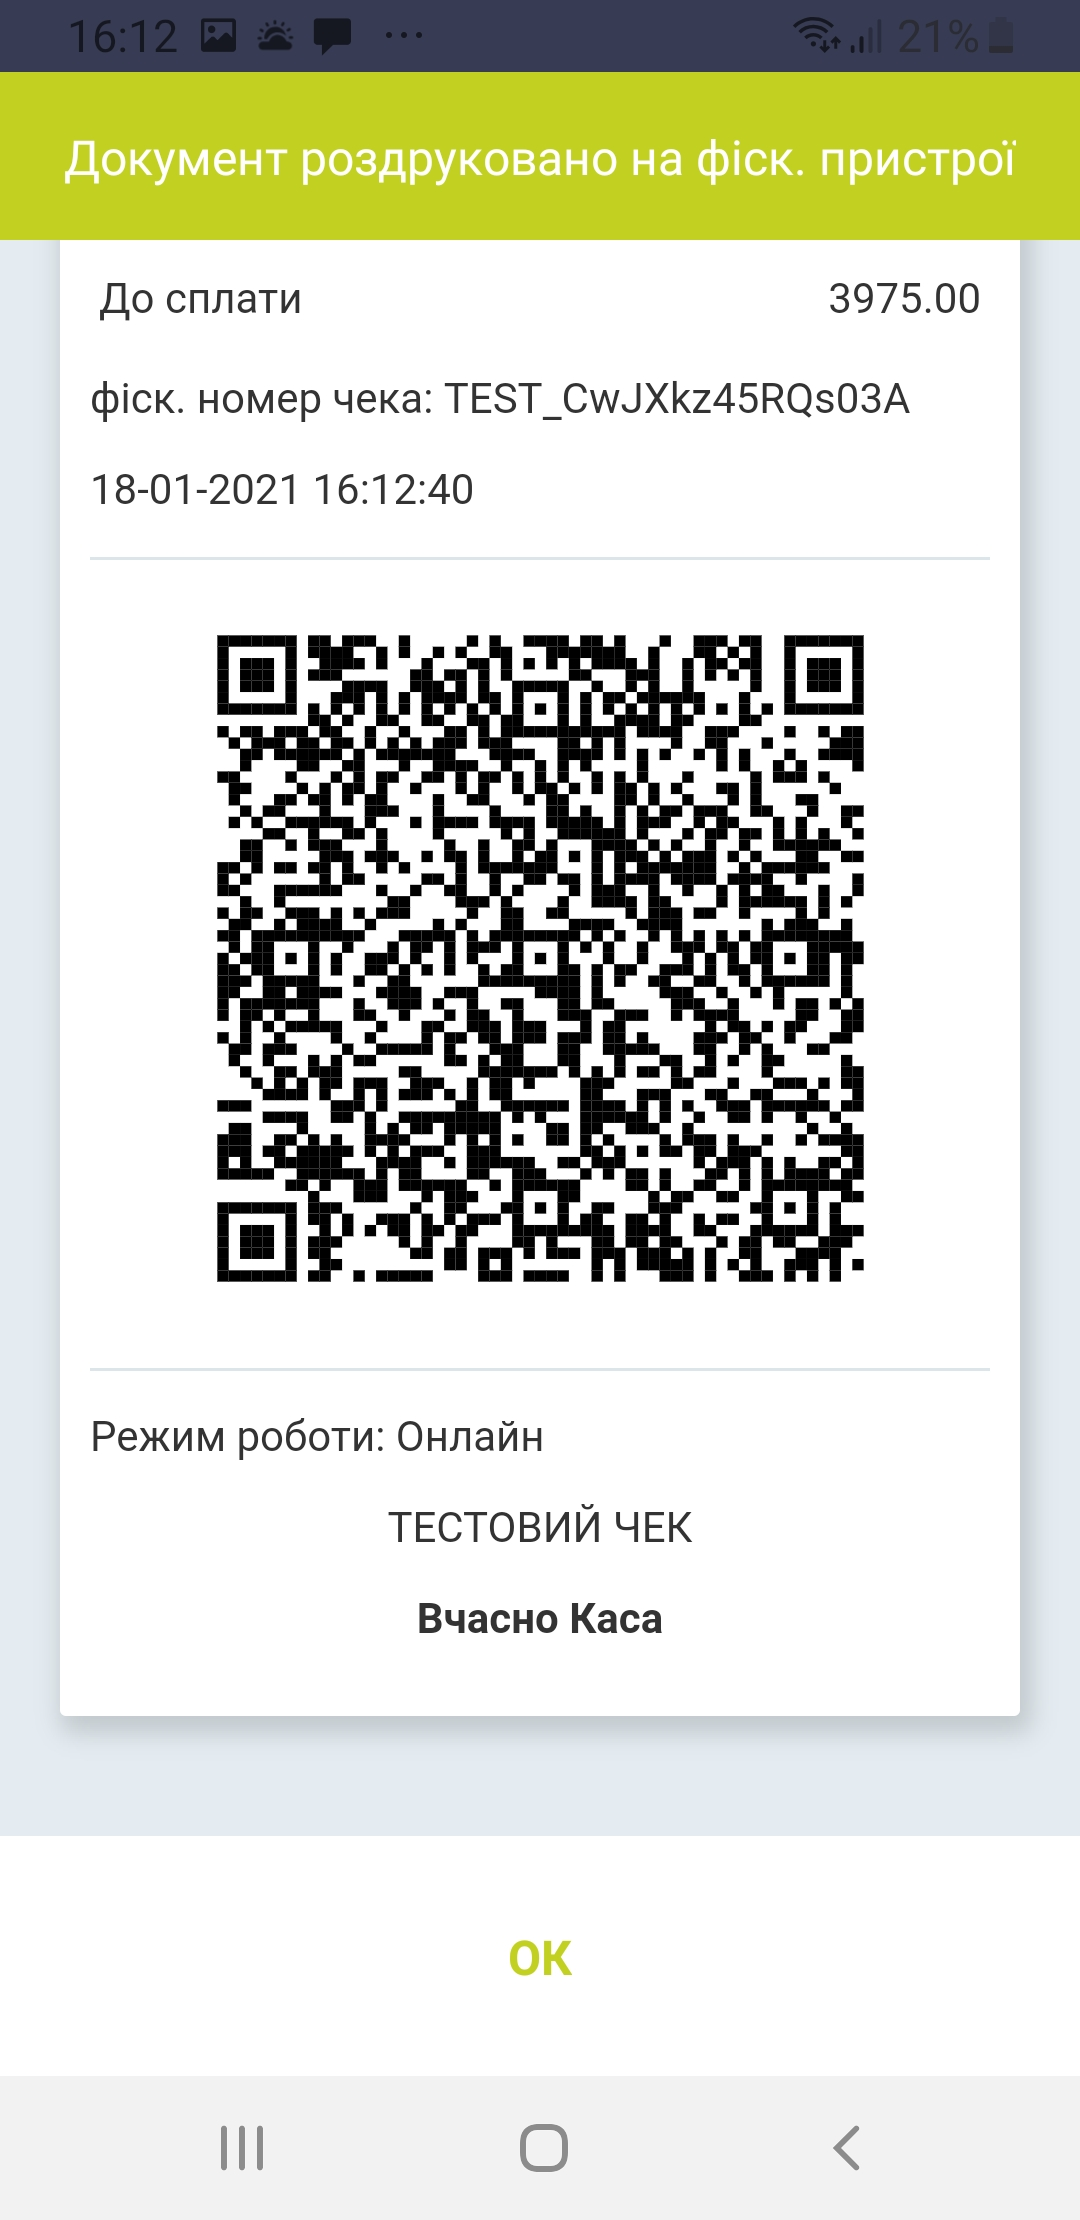 16:12
21%
Документ роздруковано на фіск. пристрої
До сплати 3975.00
фіск. номер чека: TEST_CwJXkz45RQs03A
18-01-2021 16:12:40
Режим роботи: Онлайн
ТЕСТОВИЙ ЧЕК
Вчасно Каса
ОК